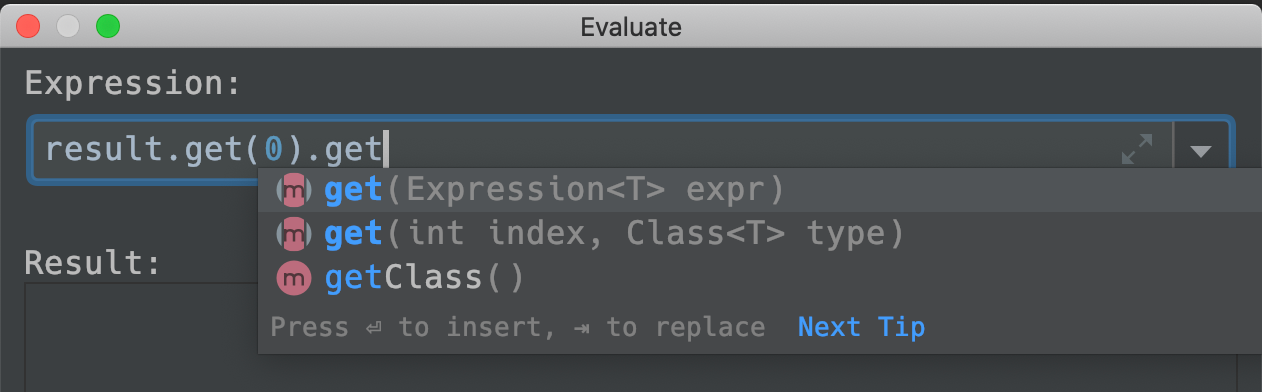 Evaluate
Expression:
result.get(0).get
m get(Expression<T> expr)
m get(int index, Class<T> type)
m getClass()
Result:
Press ⏎ to insert, ⇥ to replace Next Tip